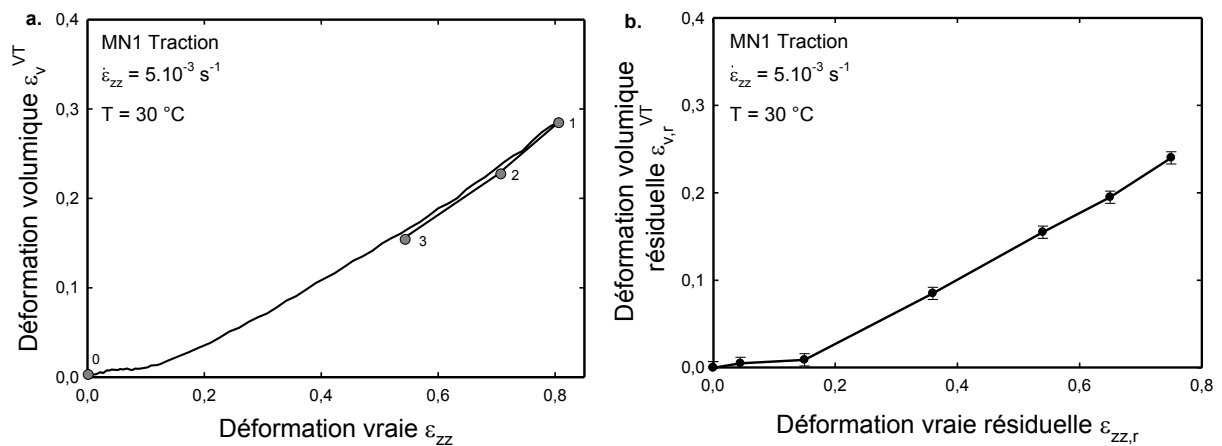 a.
MN1 Traction
ε̇zz = 5.10⁻³ s⁻¹
T = 30 °C
Déformation volumique εv^VT
0,4
0,3
0,2
0,1
0,0
0
1
2
3
0,0 0,2 0,4 0,6 0,8
Déformation vraie εzz
b.
MN1 Traction
ε̇zz = 5.10⁻³ s⁻¹
T = 30 °C
Déformation volumique
résiduelle εv,r^VT
0,4
0,3
0,2
0,1
0,0
0,0 0,2 0,4 0,6 0,8
Déformation vraie résiduelle εzz,r